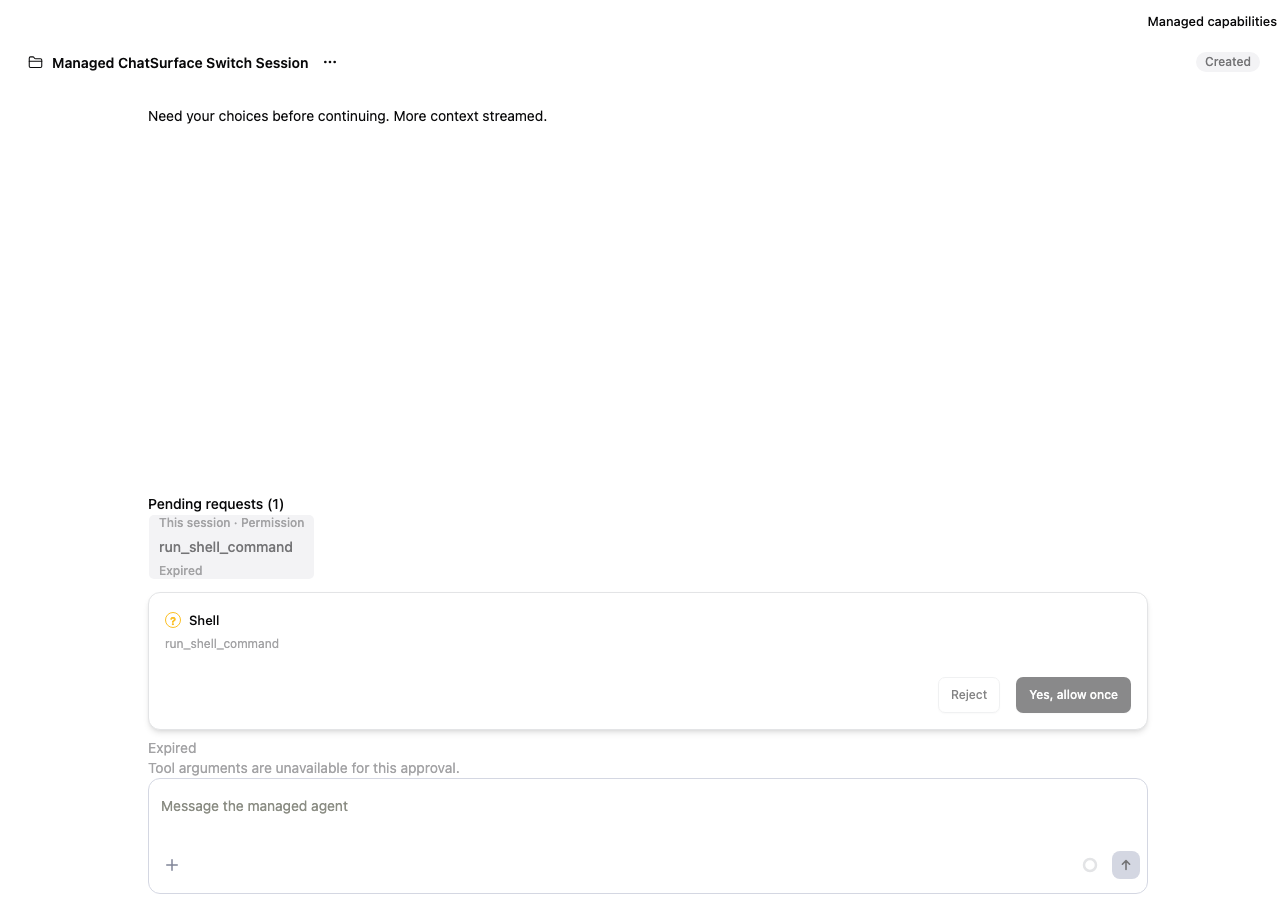 Managed capabilities
Managed ChatSurface Switch Session ···
Created
Need your choices before continuing. More context streamed.
Pending requests (1)
This session · Permission
run_shell_command
Expired
? Shell
run_shell_command
Reject
Yes, allow once
Expired
Tool arguments are unavailable for this approval.
Message the managed agent